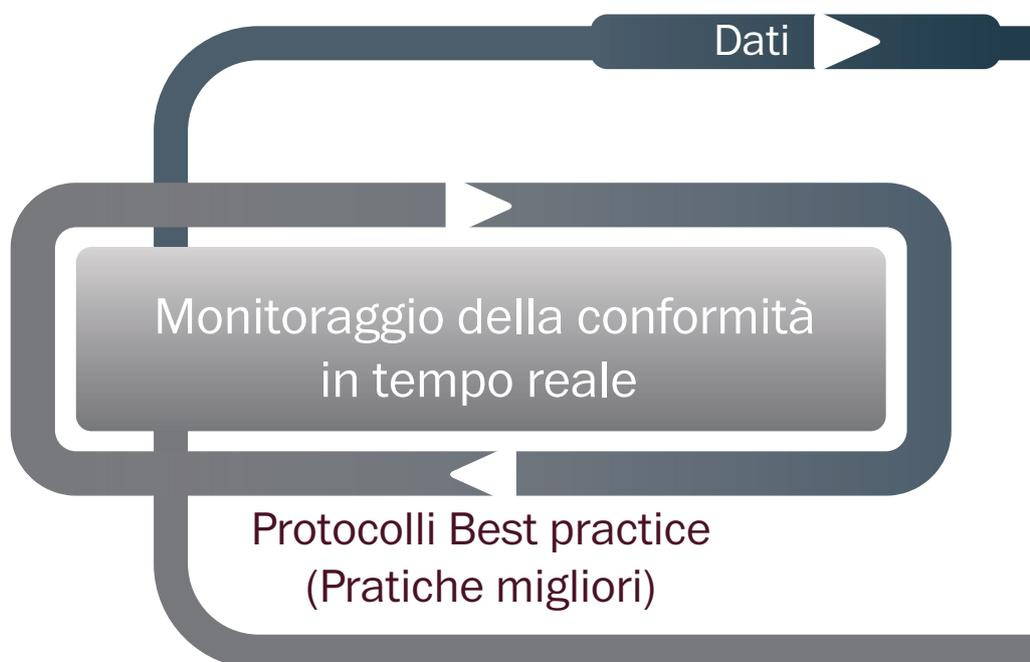 Dati
Monitoraggio della conformità
in tempo reale
Protocolli Best practice
(Pratiche migliori)